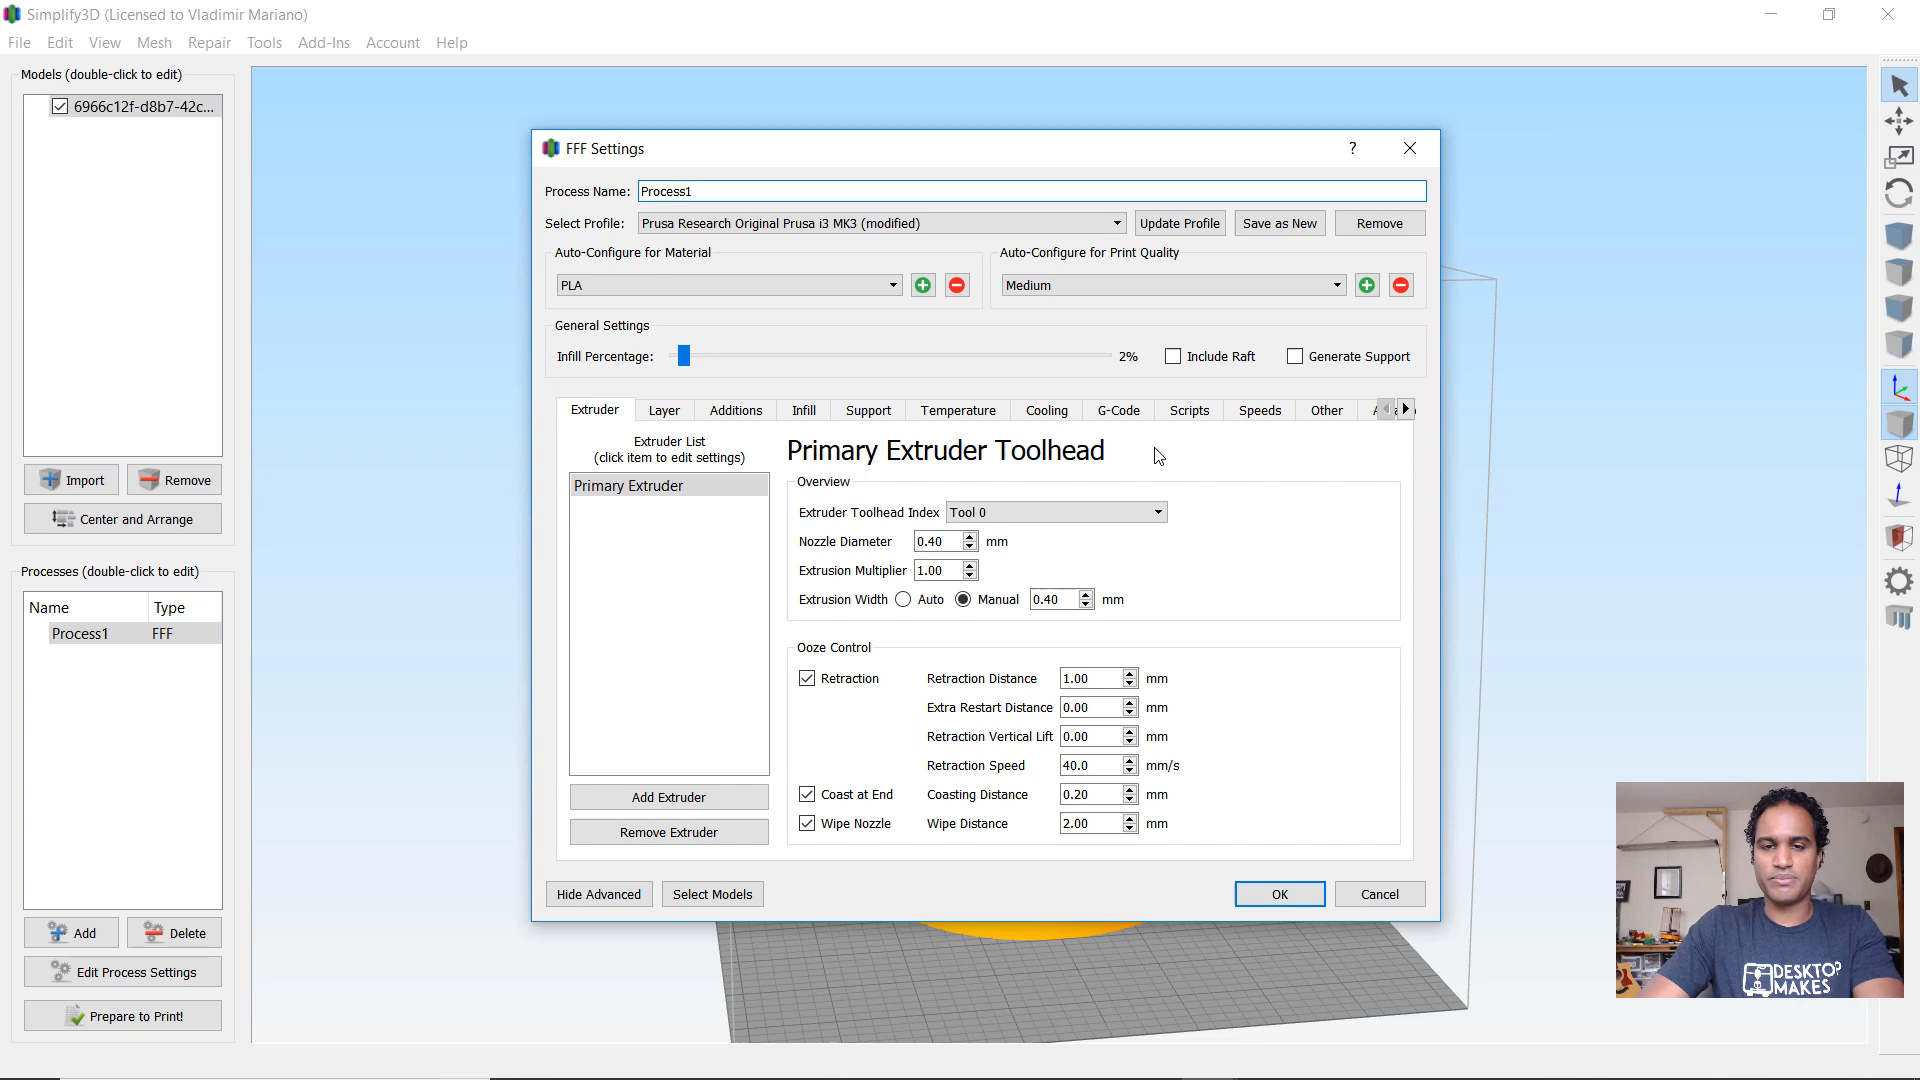 Simplify3D (Licensed to Vladimir Mariano)
File Edit View Mesh Repair Tools Add-Ins Account Help
Models (double-click to edit)
6966c12f-d8b7-42c...
Import Remove
Center and Arrange
Processes (double-click to edit)
Name Type
Process1 FFF
Add Delete
Edit Process Settings
Prepare to Print!
FFF Settings ?
Process Name: Process1
Select Profile: Prusa Research Original Prusa i3 MK3 (modified) Update Profile Save as New Remove
Auto-Configure for Material
PLA
Auto-Configure for Print Quality
Medium
General Settings
Infill Percentage: 2% Include Raft Generate Support
Extruder Layer Additions Infill Support Temperature Cooling G-Code Scripts Speeds Other
Extruder List
(click item to edit settings)
Primary Extruder
Add Extruder
Remove Extruder
Primary Extruder Toolhead
Overview
Extruder Toolhead Index Tool 0
Nozzle Diameter 0.40 mm
Extrusion Multiplier 1.00
Extrusion Width Auto Manual 0.40 mm
Ooze Control
Retraction Retraction Distance 1.00 mm
Extra Restart Distance 0.00 mm
Retraction Vertical Lift 0.00 mm
Retraction Speed 40.0 mm/s
Coast at End Coasting Distance 0.20 mm
Wipe Nozzle Wipe Distance 2.00 mm
Hide Advanced Select Models OK Cancel
DESKTOP
MAKES